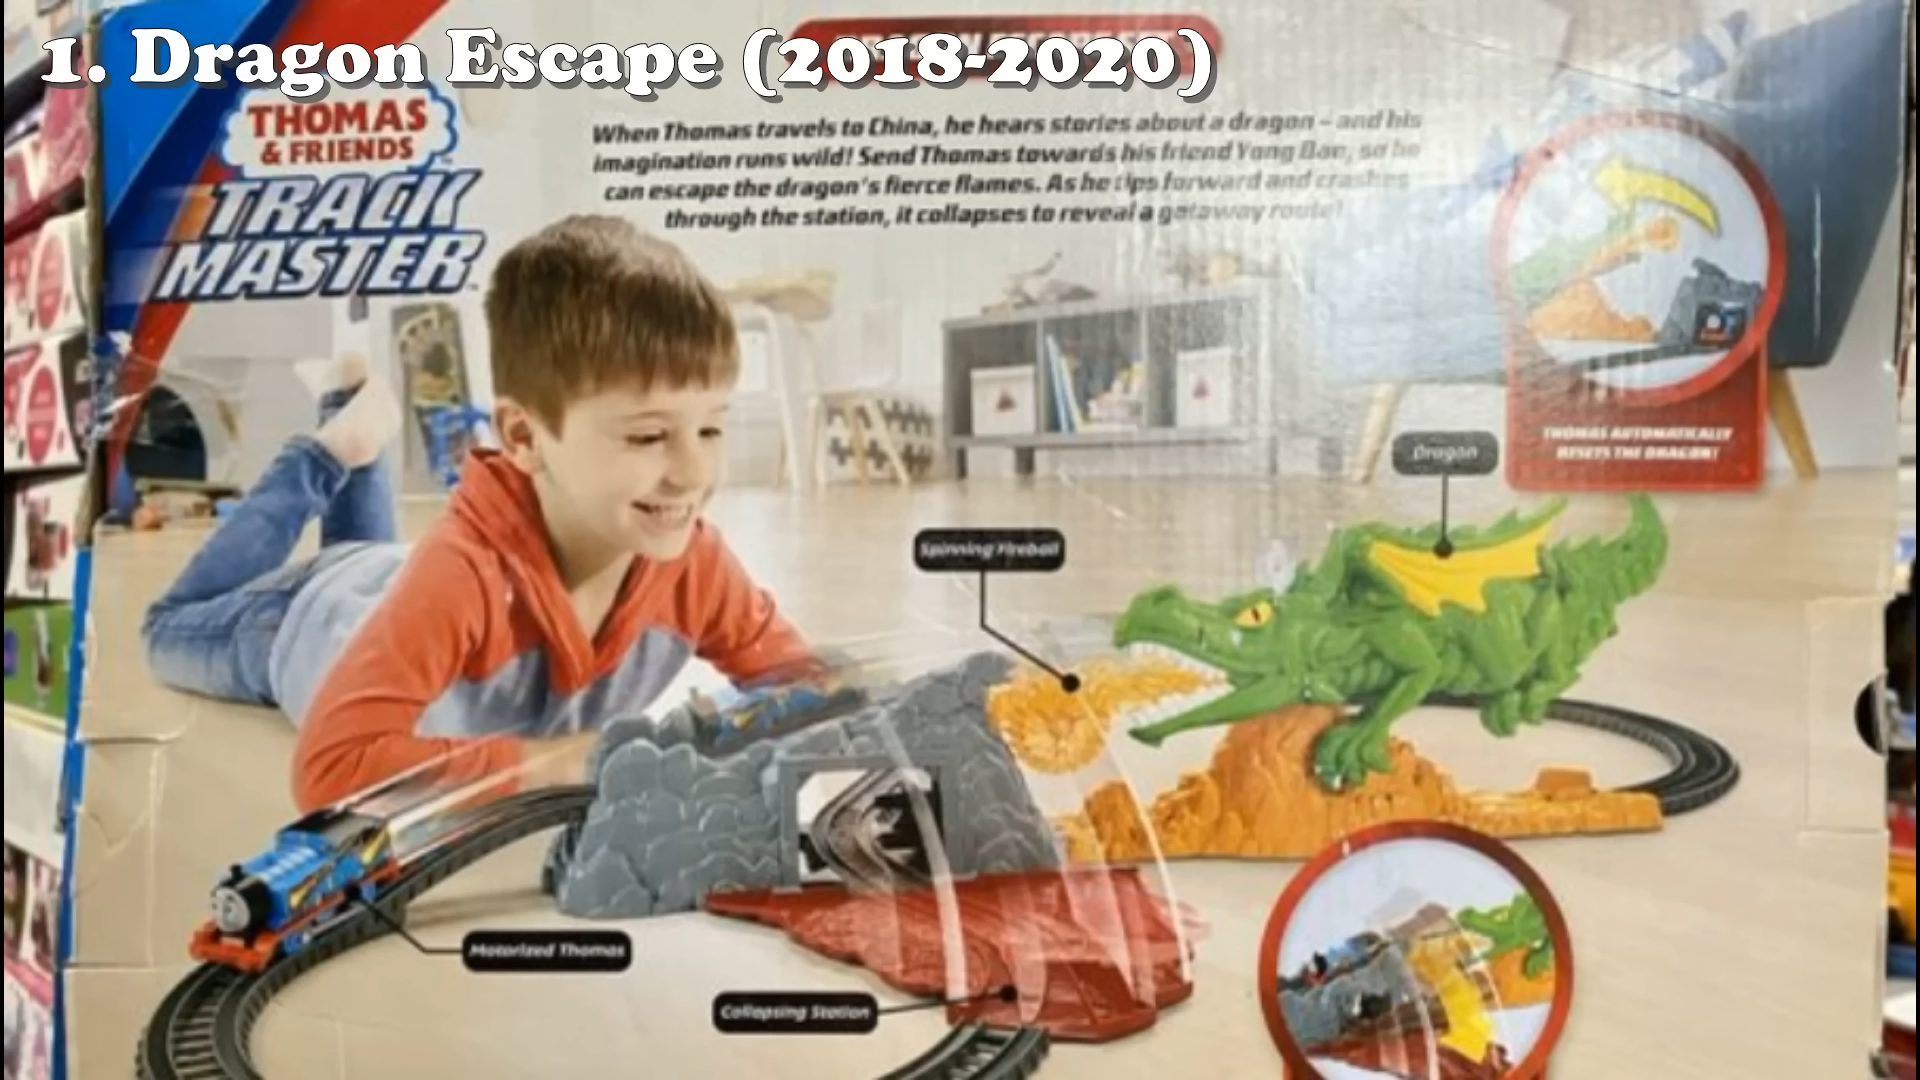 1. Dragon Escape (2018-2020)
THOMAS
& FRIENDS
TRACK
MASTER
When Thomas travels to China, he hears stories about a dragon – and his
imagination runs wild! Send Thomas towards his friend Yong Bao, so he
can escape the dragon's fierce flames. As he tips forward and crashes
through the station, it collapses to reveal a getaway route!
THOMAS AUTOMATICALLY
RESETS THE DRAGON!
Dragon
Spinning Fireball
Motorized Thomas
Collapsing Station